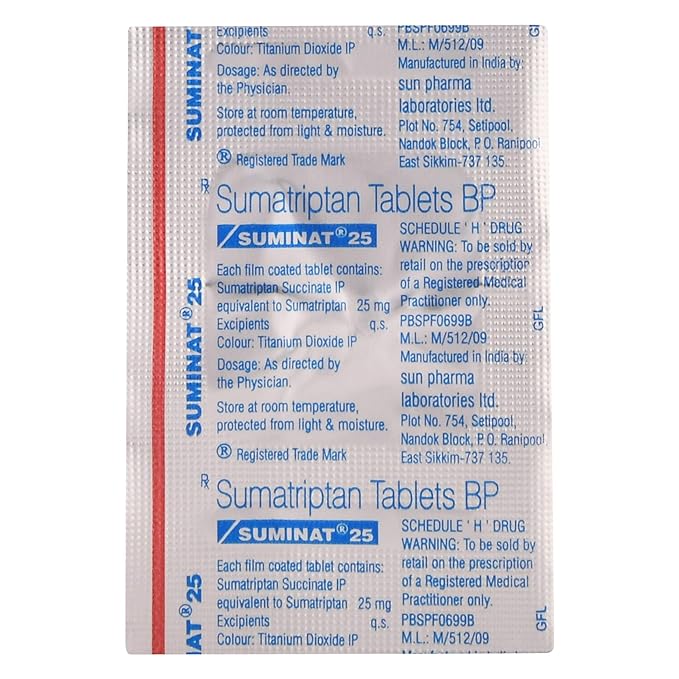 Excipients q.s.
Colour: Titanium Dioxide IP
Dosage: As directed by
the Physician.
Store at room temperature,
protected from light & moisture.
® Registered Trade Mark
PBSPF0699B
M.L.: M/512/09
Manufactured in India by:
sun pharma
laboratories ltd.
Plot No. 754, Setipool,
Nandok Block, P.O. Ranipool
East Sikkim-737 135.
SUMINAT
GFL
Rx Sumatriptan Tablets BP
SUMINAT® 25
Each film coated tablet contains:
Sumatriptan Succinate IP
equivalent to Sumatriptan 25 mg
Excipients q.s.
Colour: Titanium Dioxide IP
Dosage: As directed by
the Physician.
Store at room temperature,
protected from light & moisture.
® Registered Trade Mark
SCHEDULE 'H' DRUG
WARNING: To be sold by
retail on the prescription
of a Registered Medical
Practitioner only.
PBSPF0699B
M.L.: M/512/09
Manufactured in India by:
sun pharma
laboratories ltd.
Plot No. 754, Setipool,
Nandok Block, P.O. Ranipool
East Sikkim-737 135.
SUMINAT® 25
GFL
Rx Sumatriptan Tablets BP
SUMINAT® 25
Each film coated tablet contains:
Sumatriptan Succinate IP
equivalent to Sumatriptan 25 mg
Excipients q.s.
Colour: Titanium Dioxide IP
SCHEDULE 'H' DRUG
WARNING: To be sold by
retail on the prescription
of a Registered Medical
Practitioner only.
PBSPF0699B
M.L.: M/512/09
NAT® 25
GFL